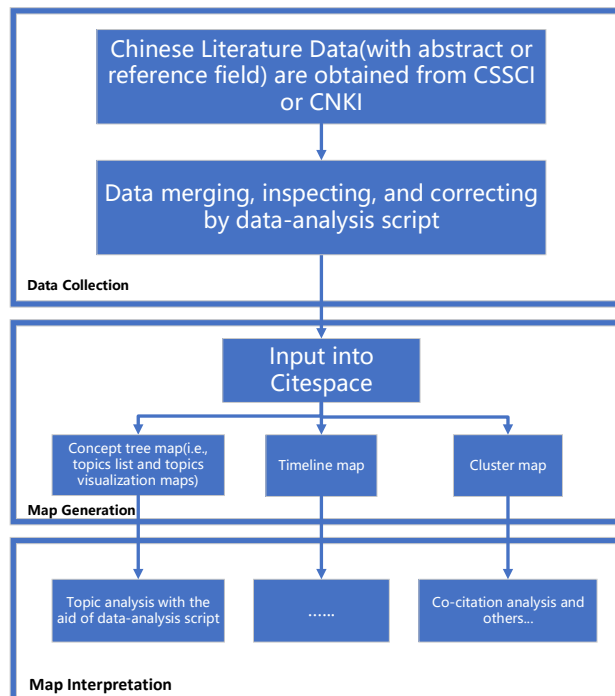 Chinese Literature Data(with abstract or
reference field) are obtained from CSSCI
or CNKI
Data merging, inspecting, and correcting
by data-analysis script
Data Collection
Input into
Citespace
Concept tree map(i.e.,
topics list and topics
visualization maps)
Timeline map
Cluster map
Map Generation
Topic analysis with the
aid of data-analysis script
......
Co-citation analysis and
others...
Map Interpretation